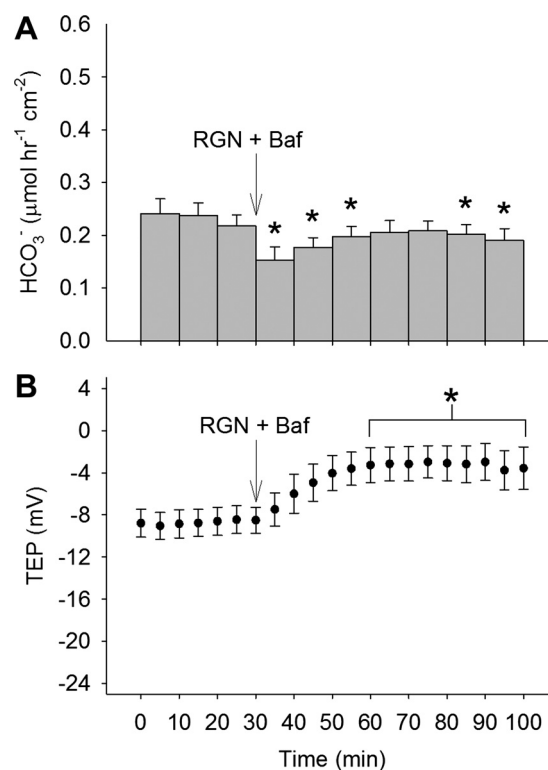 A
0.6
0.4
0.3
0.2
0.1
0.0
HCO₃⁻ (μmol hr⁻¹ cm⁻²)
RGN + Baf
* * * * *
B
4
0
-4
-8
-12
-16
-20
-24
TEP (mV)
RGN + Baf
*
0 10 20 30 40 50 60 70 80 90 100
Time (min)